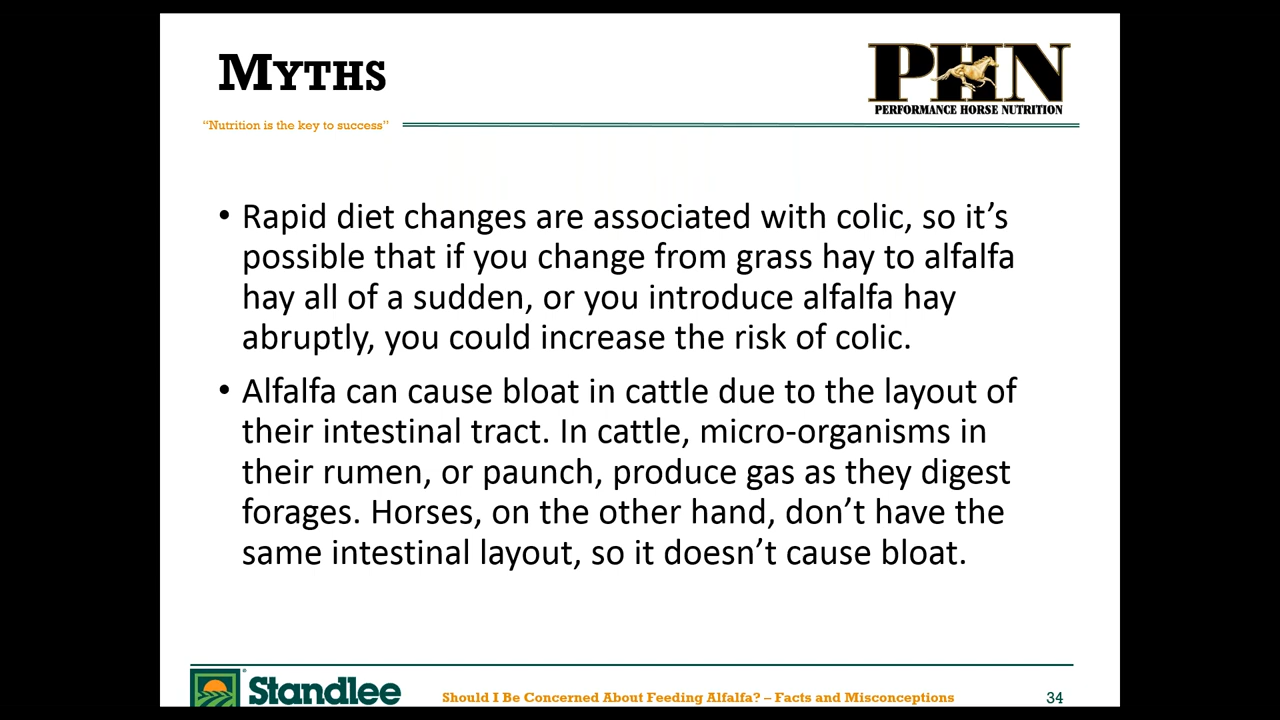 MYTHS
PHN
PERFORMANCE HORSE NUTRITION
“Nutrition is the key to success”
• Rapid diet changes are associated with colic, so it’s
possible that if you change from grass hay to alfalfa
hay all of a sudden, or you introduce alfalfa hay
abruptly, you could increase the risk of colic.
• Alfalfa can cause bloat in cattle due to the layout of
their intestinal tract. In cattle, micro-organisms in
their rumen, or paunch, produce gas as they digest
forages. Horses, on the other hand, don’t have the
same intestinal layout, so it doesn’t cause bloat.
Standlee
Should I Be Concerned About Feeding Alfalfa? – Facts and Misconceptions
34